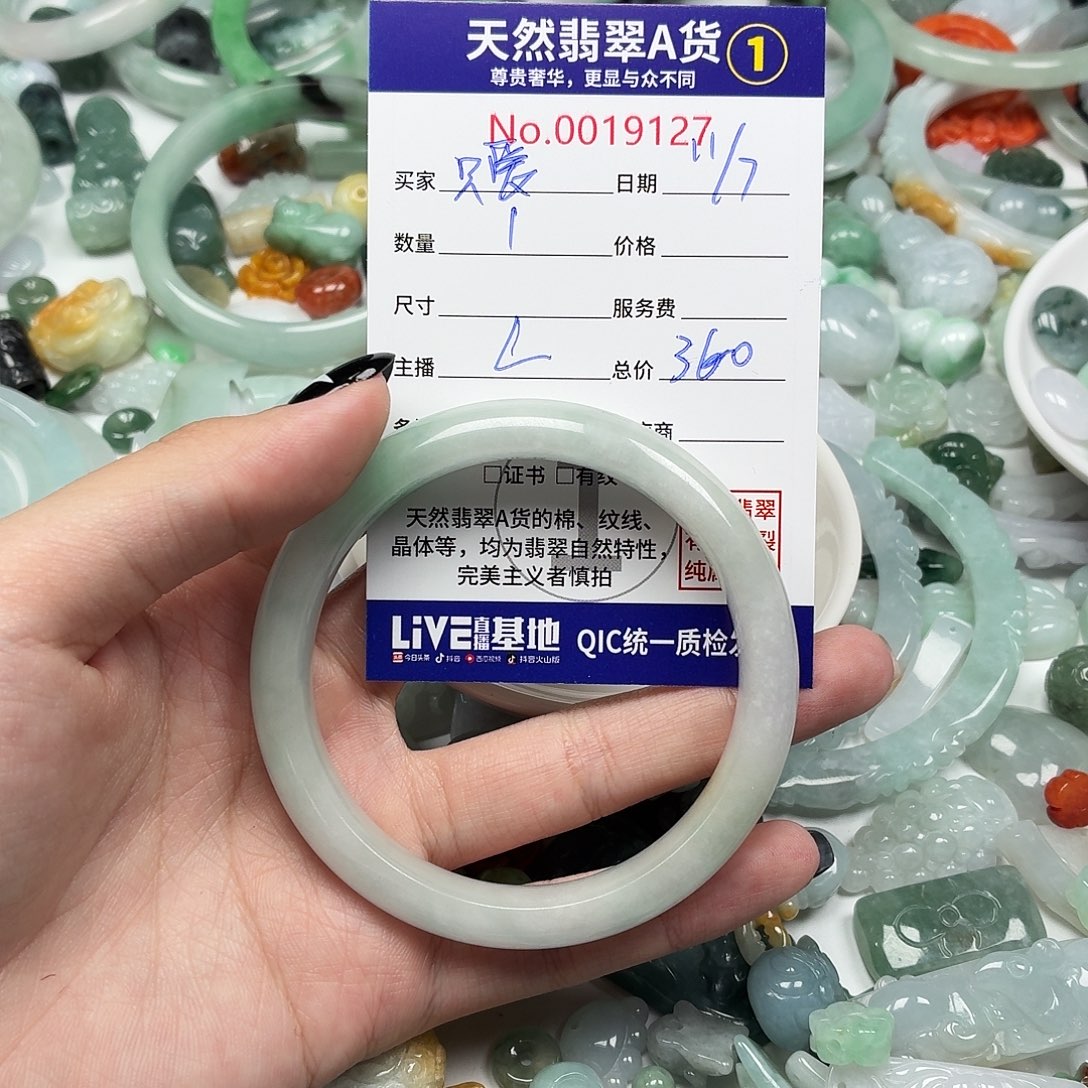 天然翡翠A货 1
尊贵奢华，更显与众不同
No.0019127
买家 只爱 日期 11/7
数量 1 价格
尺寸 服务费
主播 L 总价 360
商
□证书 □有纹
天然翡翠A货的棉、纹线、
晶体等，均为翡翠自然特性，
完美主义者慎拍
翡翠
纯
LiVE直播基地 QIC统一质检发
今日头条 抖音 西瓜视频 抖音火山版